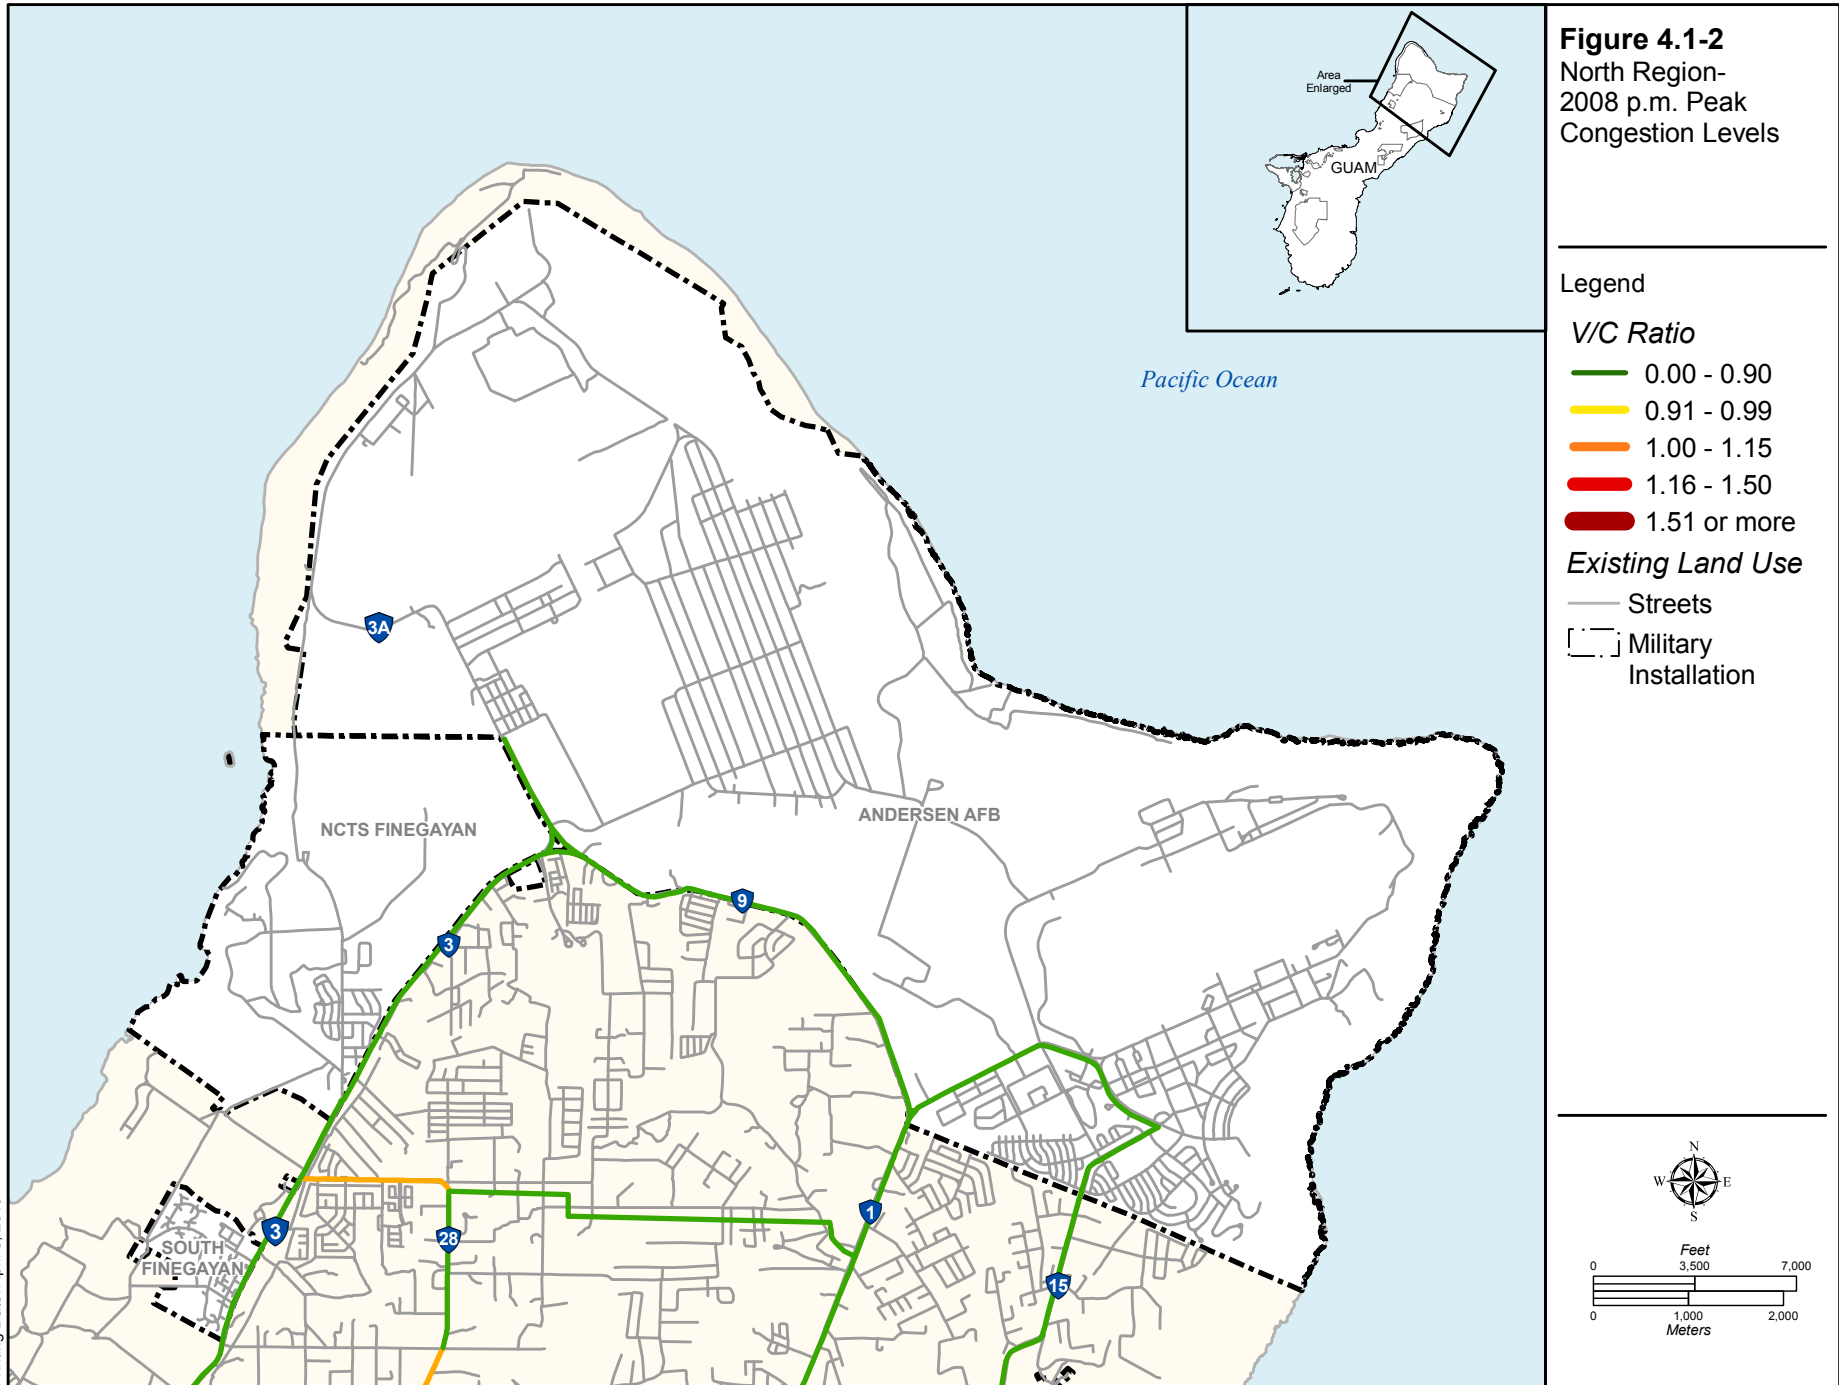 Figure 4.1-2
North Region-
2008 p.m. Peak
Congestion Levels
Area
Enlarged
GUAM
Legend
V/C Ratio
0.00 - 0.90
0.91 - 0.99
1.00 - 1.15
1.16 - 1.50
1.51 or more
Existing Land Use
Streets
Military
Installation
Pacific Ocean
3A
NCTS FINEGAYAN
ANDERSEN AFB
9
3
3
28
1
15
SOUTH
FINEGAYAN
N
W
E
S
Feet
0
3,500
7,000
0
1,000
2,000
Meters